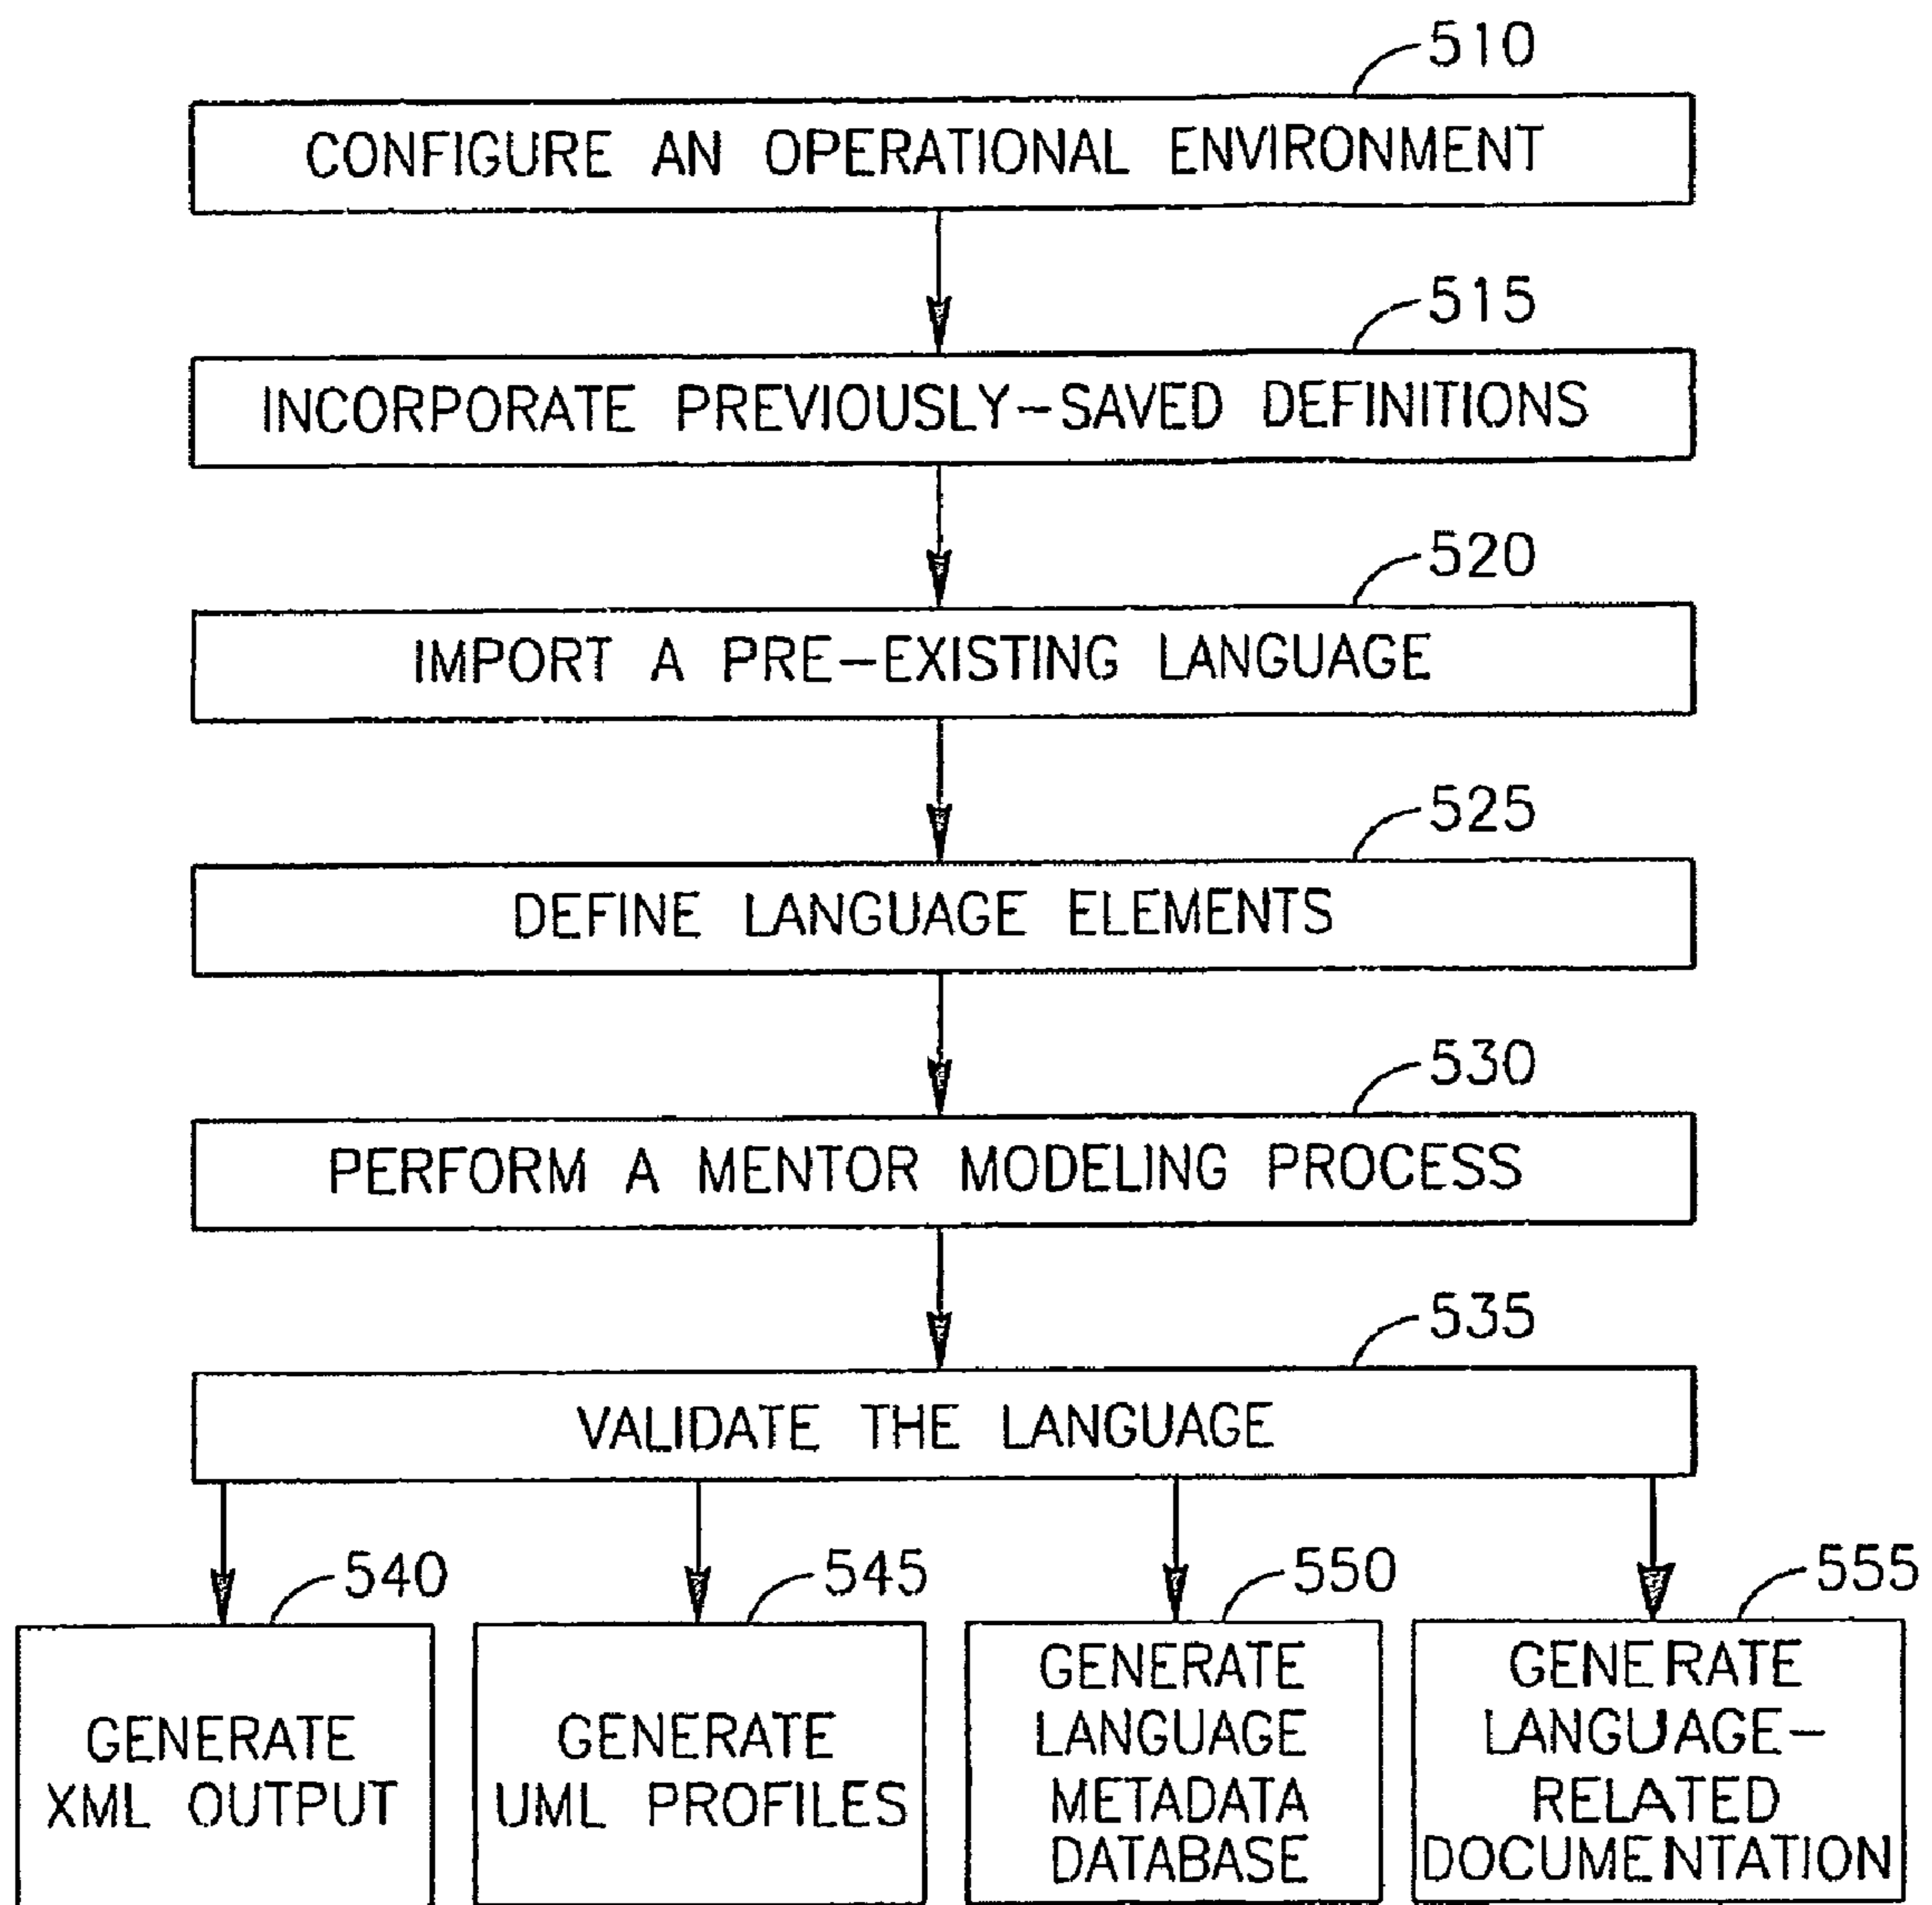 510
CONFIGURE AN OPERATIONAL ENVIRONMENT
515
INCORPORATE PREVIOUSLY-SAVED DEFINITIONS
520
IMPORT A PRE-EXISTING LANGUAGE
525
DEFINE LANGUAGE ELEMENTS
530
PERFORM A MENTOR MODELING PROCESS
535
VALIDATE THE LANGUAGE
540
GENERATE
XML OUTPUT
545
GENERATE
UML PROFILES
550
GENERATE
LANGUAGE
METADATA
DATABASE
555
GENERATE
LANGUAGE-
RELATED
DOCUMENTATION